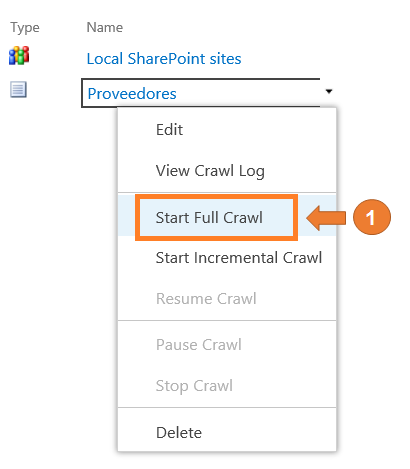 Type Name
Local SharePoint sites
Proveedores
Edit
View Crawl Log
Start Full Crawl
1
Start Incremental Crawl
Resume Crawl
Pause Crawl
Stop Crawl
Delete